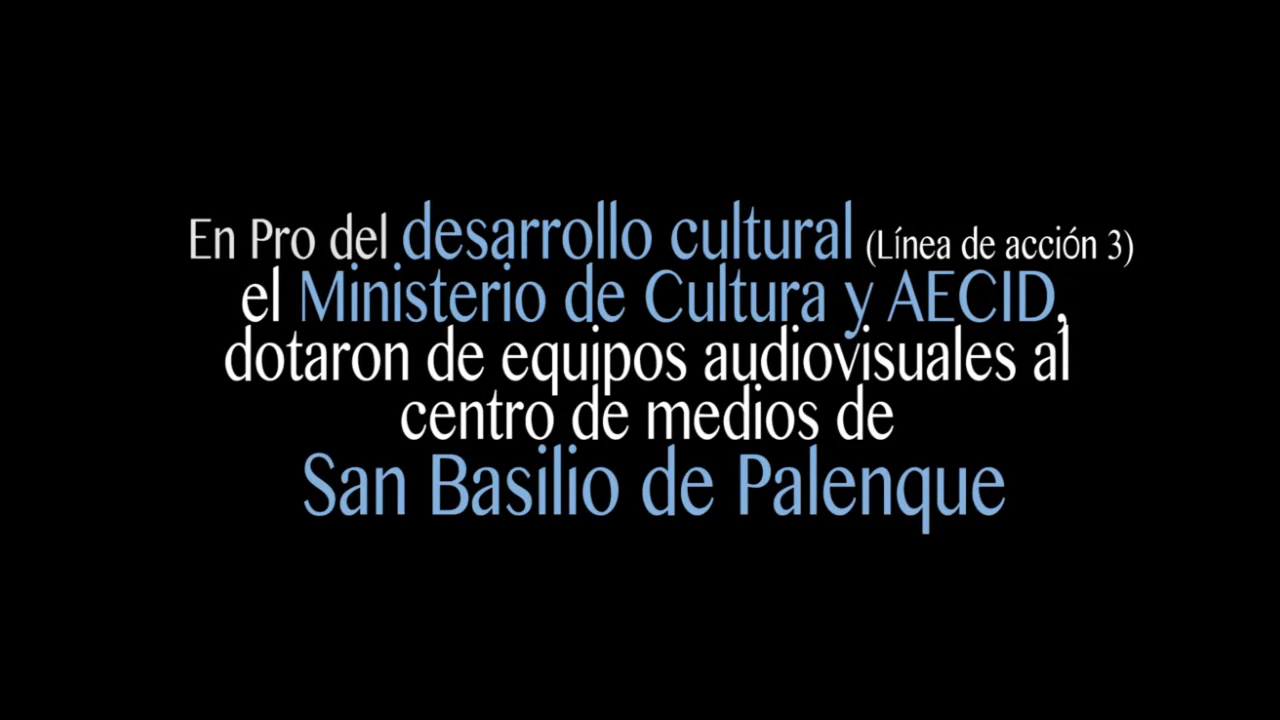 En Pro del desarrollo cultural (Línea de acción 3)
el Ministerio de Cultura y AECID,
dotaron de equipos audiovisuales al
centro de medios de
San Basilio de Palenque